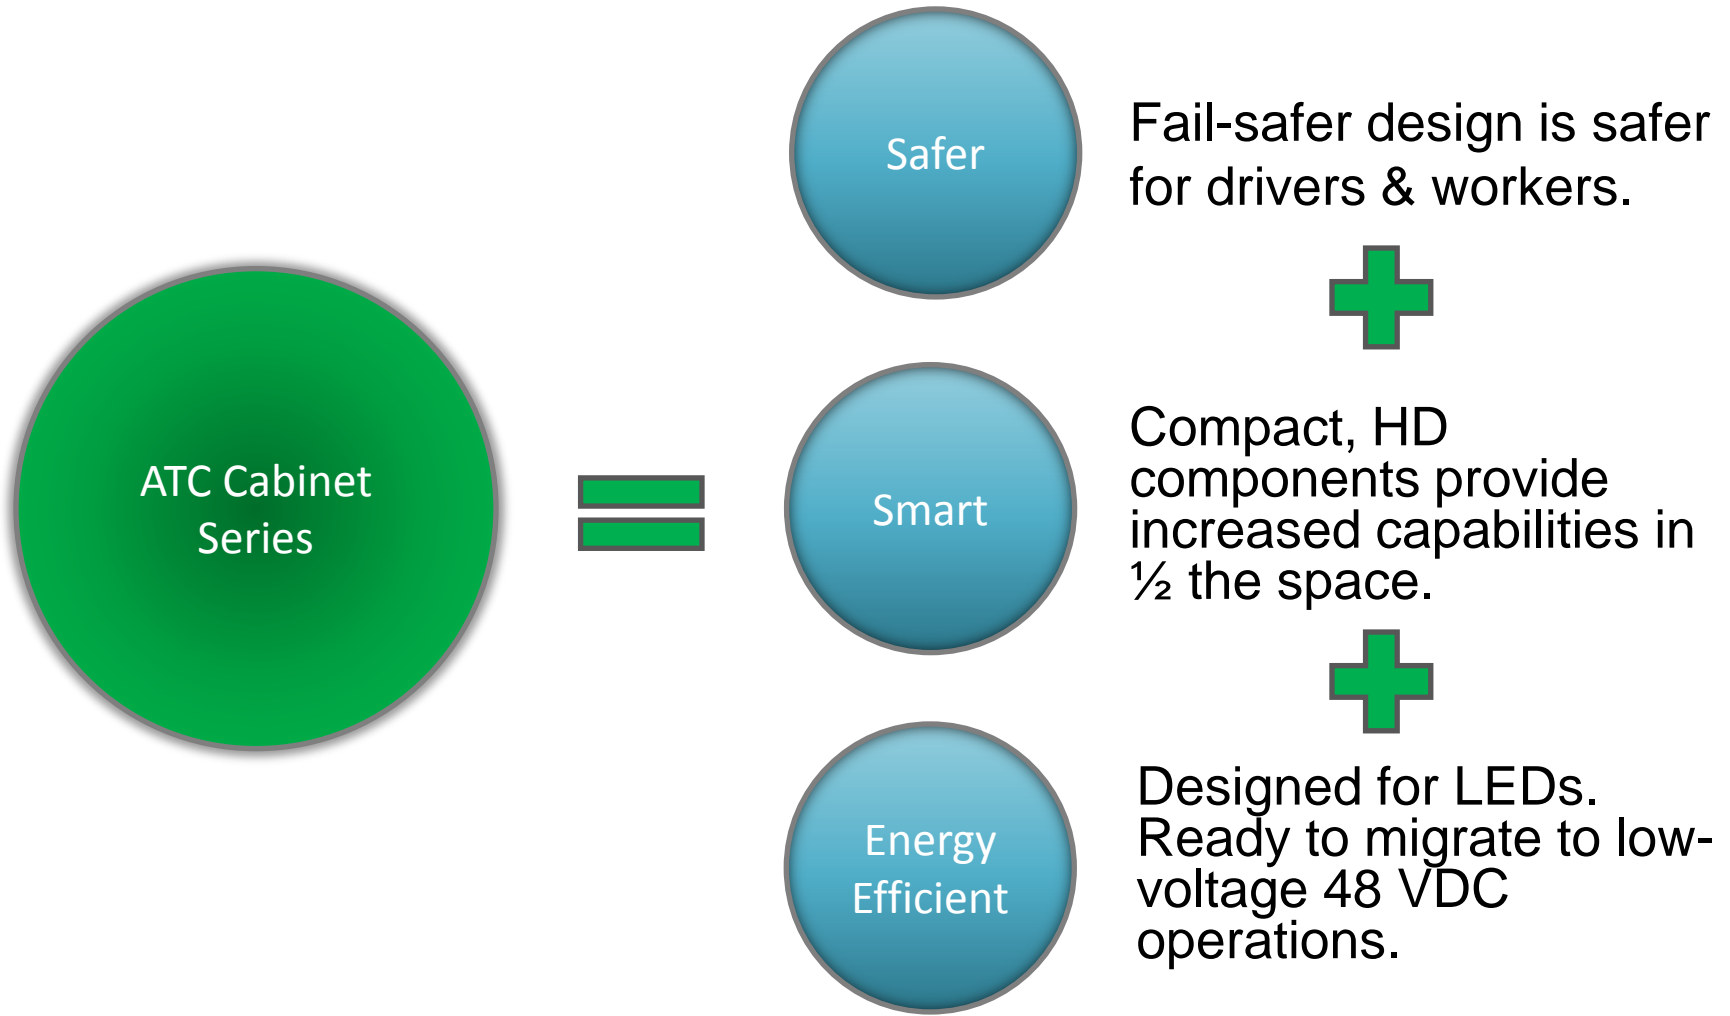 ATC Cabinet
Series
Safer
Fail-safer design is safer
for drivers & workers.
Smart
Compact, HD
components provide
increased capabilities in
½ the space.
Energy
Efficient
Designed for LEDs.
Ready to migrate to low-
voltage 48 VDC
operations.